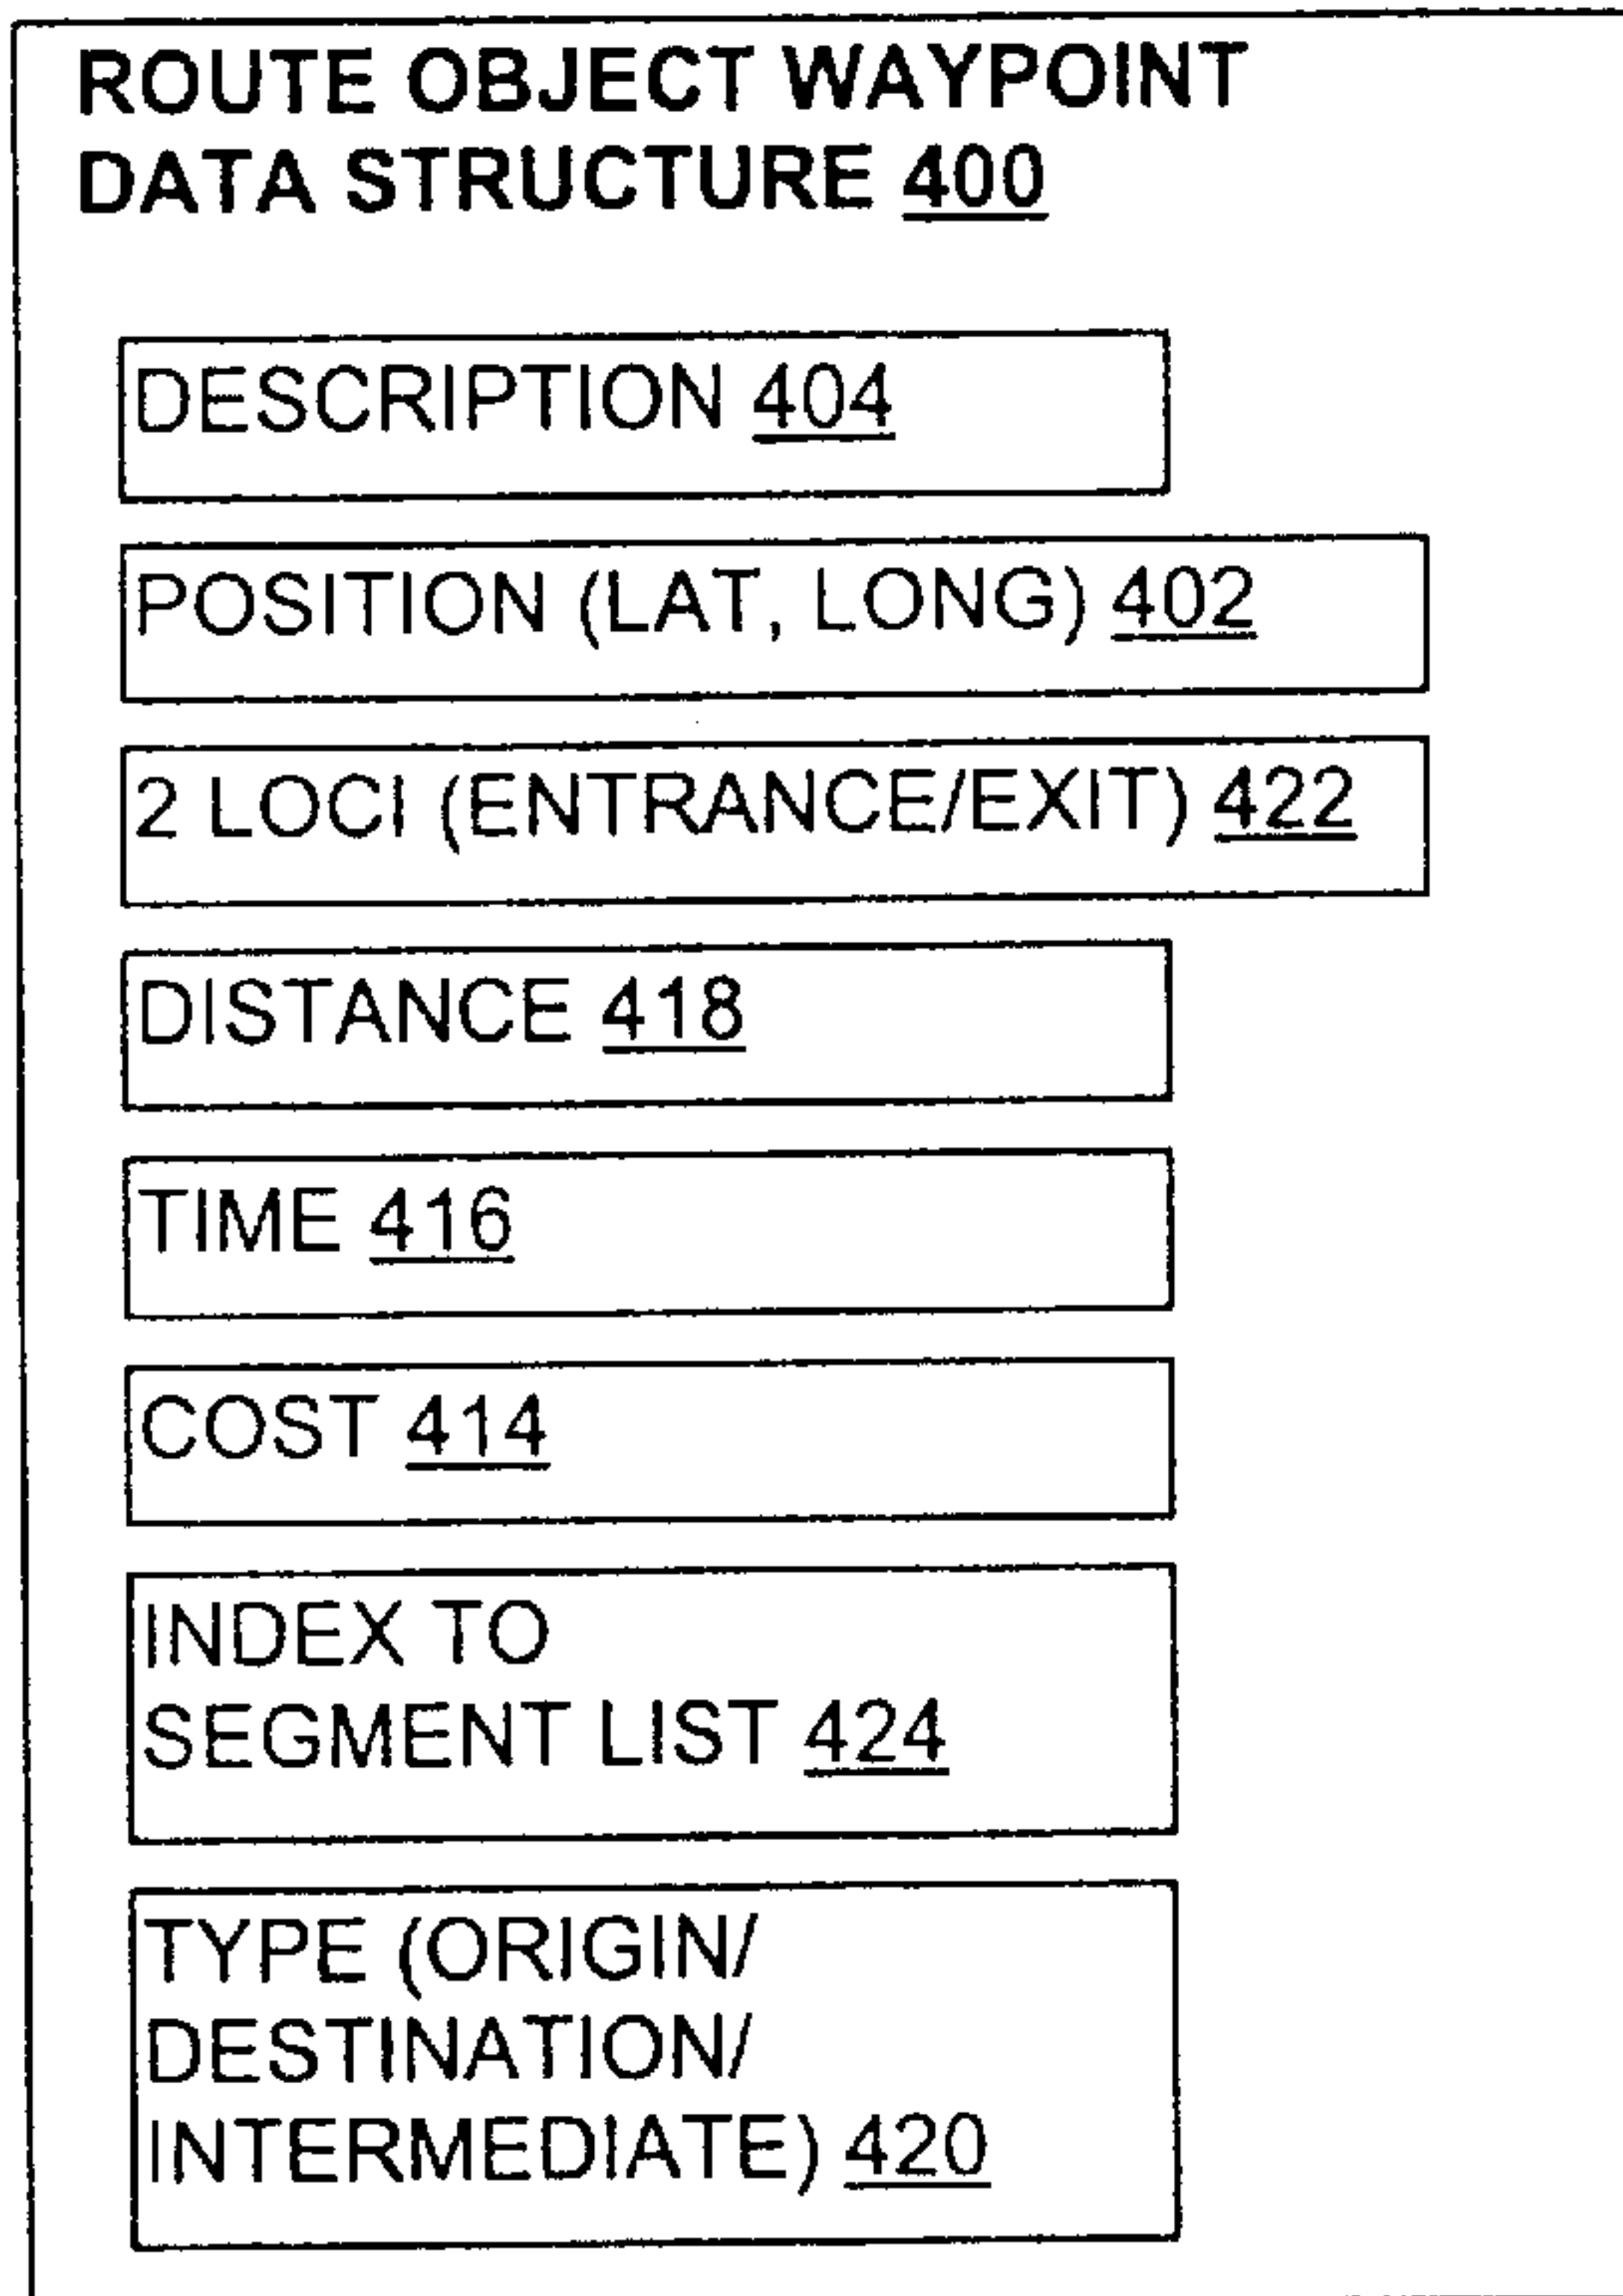 ROUTE OBJECT WAYPOINT
DATA STRUCTURE 400
DESCRIPTION 404
POSITION (LAT, LONG) 402
2 LOCI (ENTRANCE/EXIT) 422
DISTANCE 418
TIME 416
COST 414
INDEX TO
SEGMENT LIST 424
TYPE (ORIGIN/
DESTINATION/
INTERMEDIATE) 420